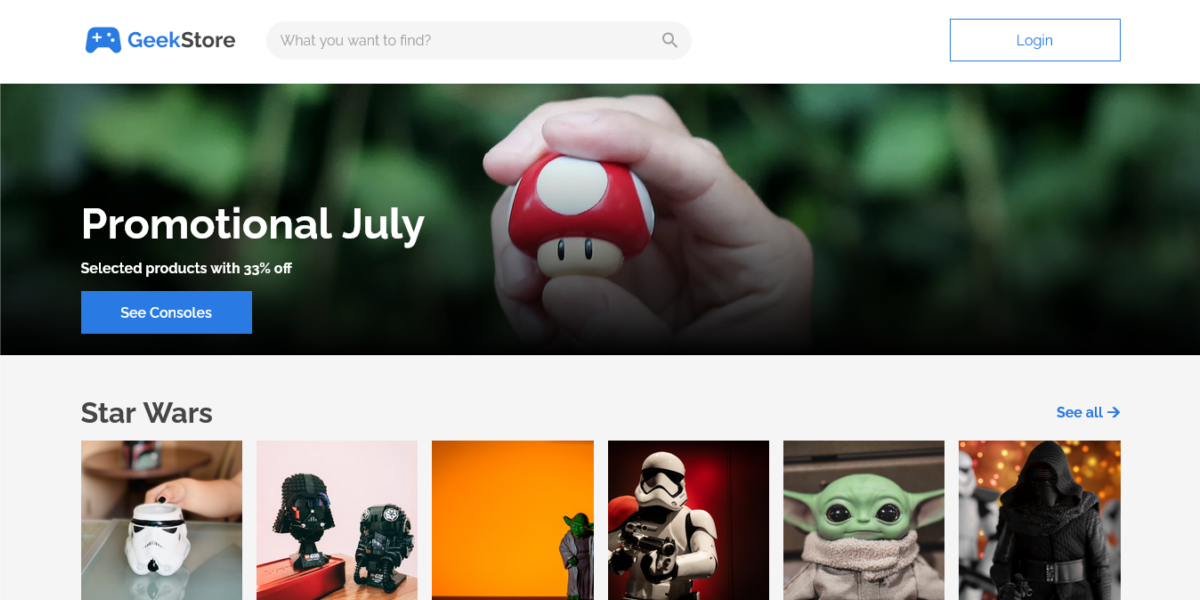 GeekStore
What you want to find?
Login
Promotional July
Selected products with 33% off
See Consoles
Star Wars
See all →